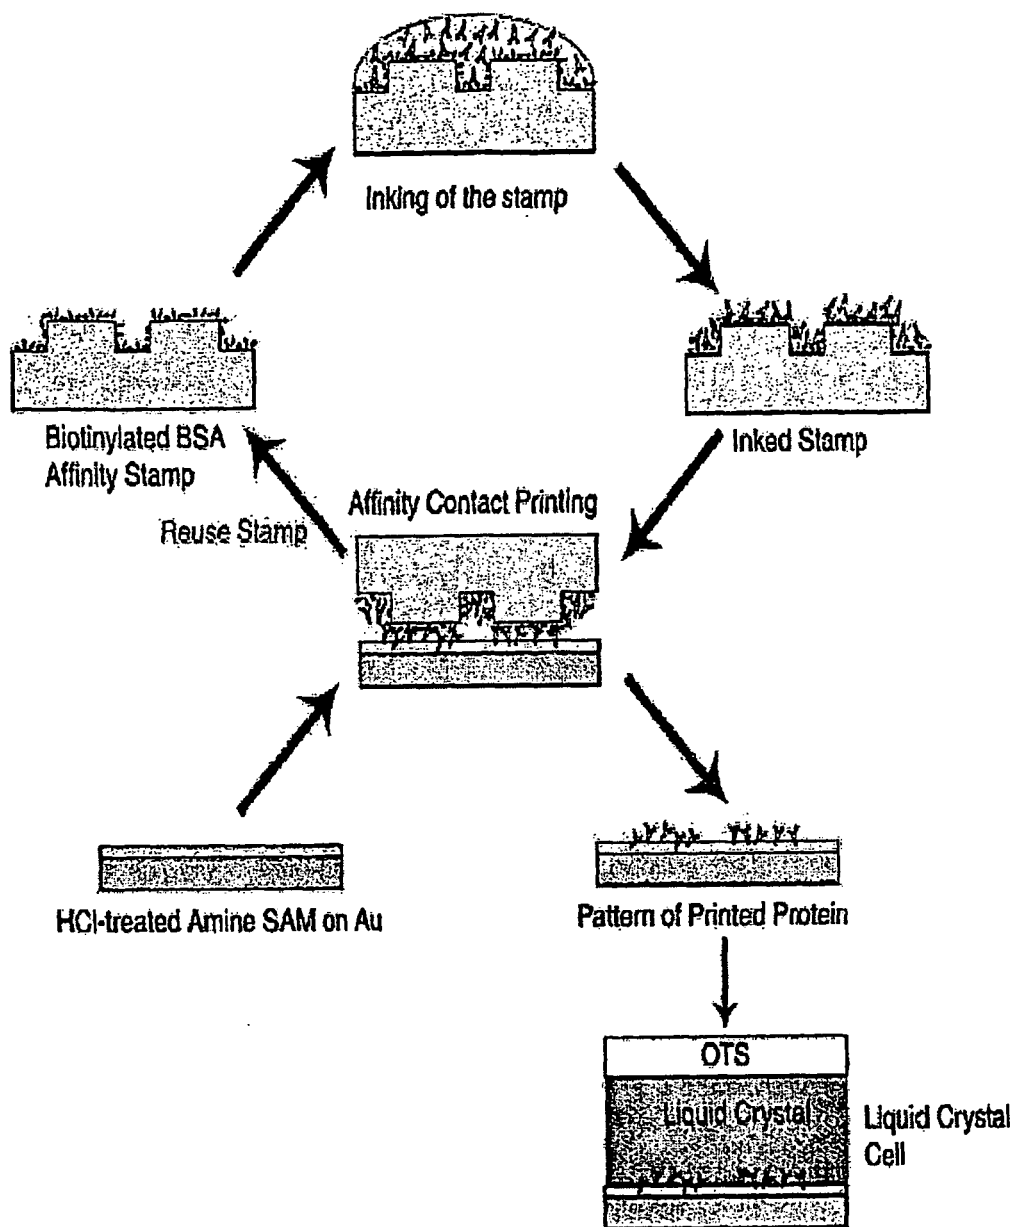 Inking of the stamp
Biotinylated BSA
Affinity Stamp
Inked Stamp
Reuse Stamp
Affinity Contact Printing
HCl-treated Amine SAM on Au
Pattern of Printed Protein
OTS
Liquid Crystal
Liquid Crystal
Cell